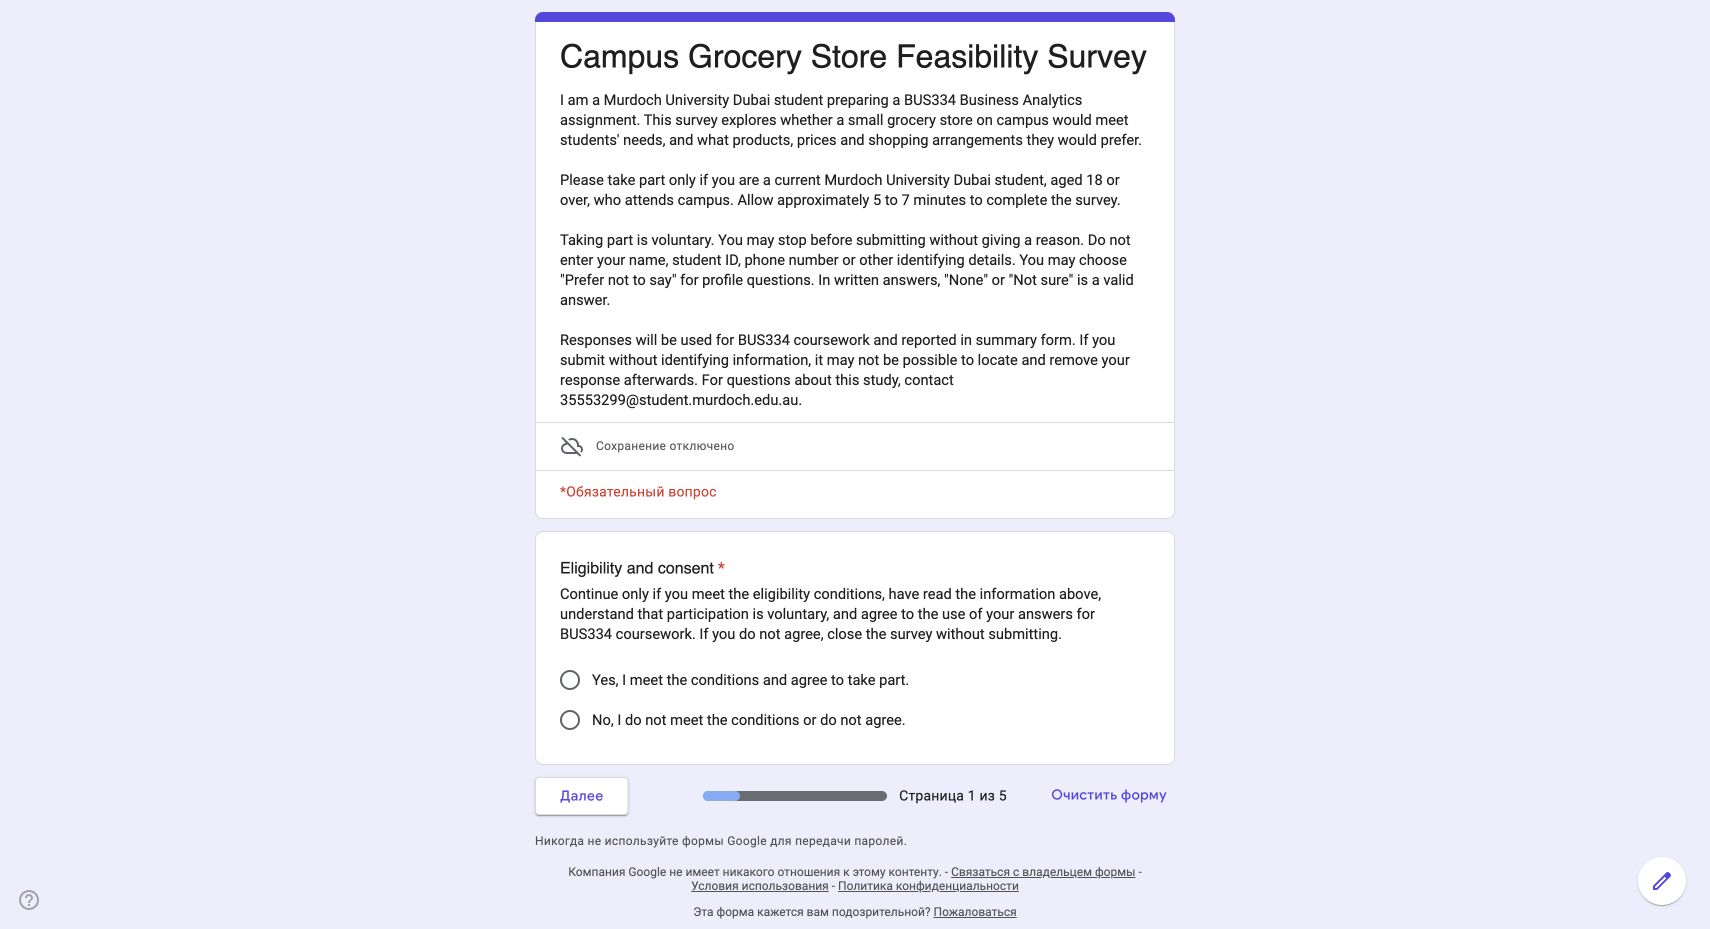 Campus Grocery Store Feasibility Survey
I am a Murdoch University Dubai student preparing a BUS334 Business Analytics
assignment. This survey explores whether a small grocery store on campus would meet
students' needs, and what products, prices and shopping arrangements they would prefer.
Please take part only if you are a current Murdoch University Dubai student, aged 18 or
over, who attends campus. Allow approximately 5 to 7 minutes to complete the survey.
Taking part is voluntary. You may stop before submitting without giving a reason. Do not
enter your name, student ID, phone number or other identifying details. You may choose
"Prefer not to say" for profile questions. In written answers, "None" or "Not sure" is a valid
answer.
Responses will be used for BUS334 coursework and reported in summary form. If you
submit without identifying information, it may not be possible to locate and remove your
response afterwards. For questions about this study, contact
35553299@student.murdoch.edu.au.
Сохранение отключено
*Обязательный вопрос
Eligibility and consent *
Continue only if you meet the eligibility conditions, have read the information above,
understand that participation is voluntary, and agree to the use of your answers for
BUS334 coursework. If you do not agree, close the survey without submitting.
Yes, I meet the conditions and agree to take part.
No, I do not meet the conditions or do not agree.
Далее
Страница 1 из 5
Очистить форму
Никогда не используйте формы Google для передачи паролей.
Компания Google не имеет никакого отношения к этому контенту. - Связаться с владельцем формы -
Условия использования - Политика конфиденциальности
Эта форма кажется вам подозрительной? Пожаловаться